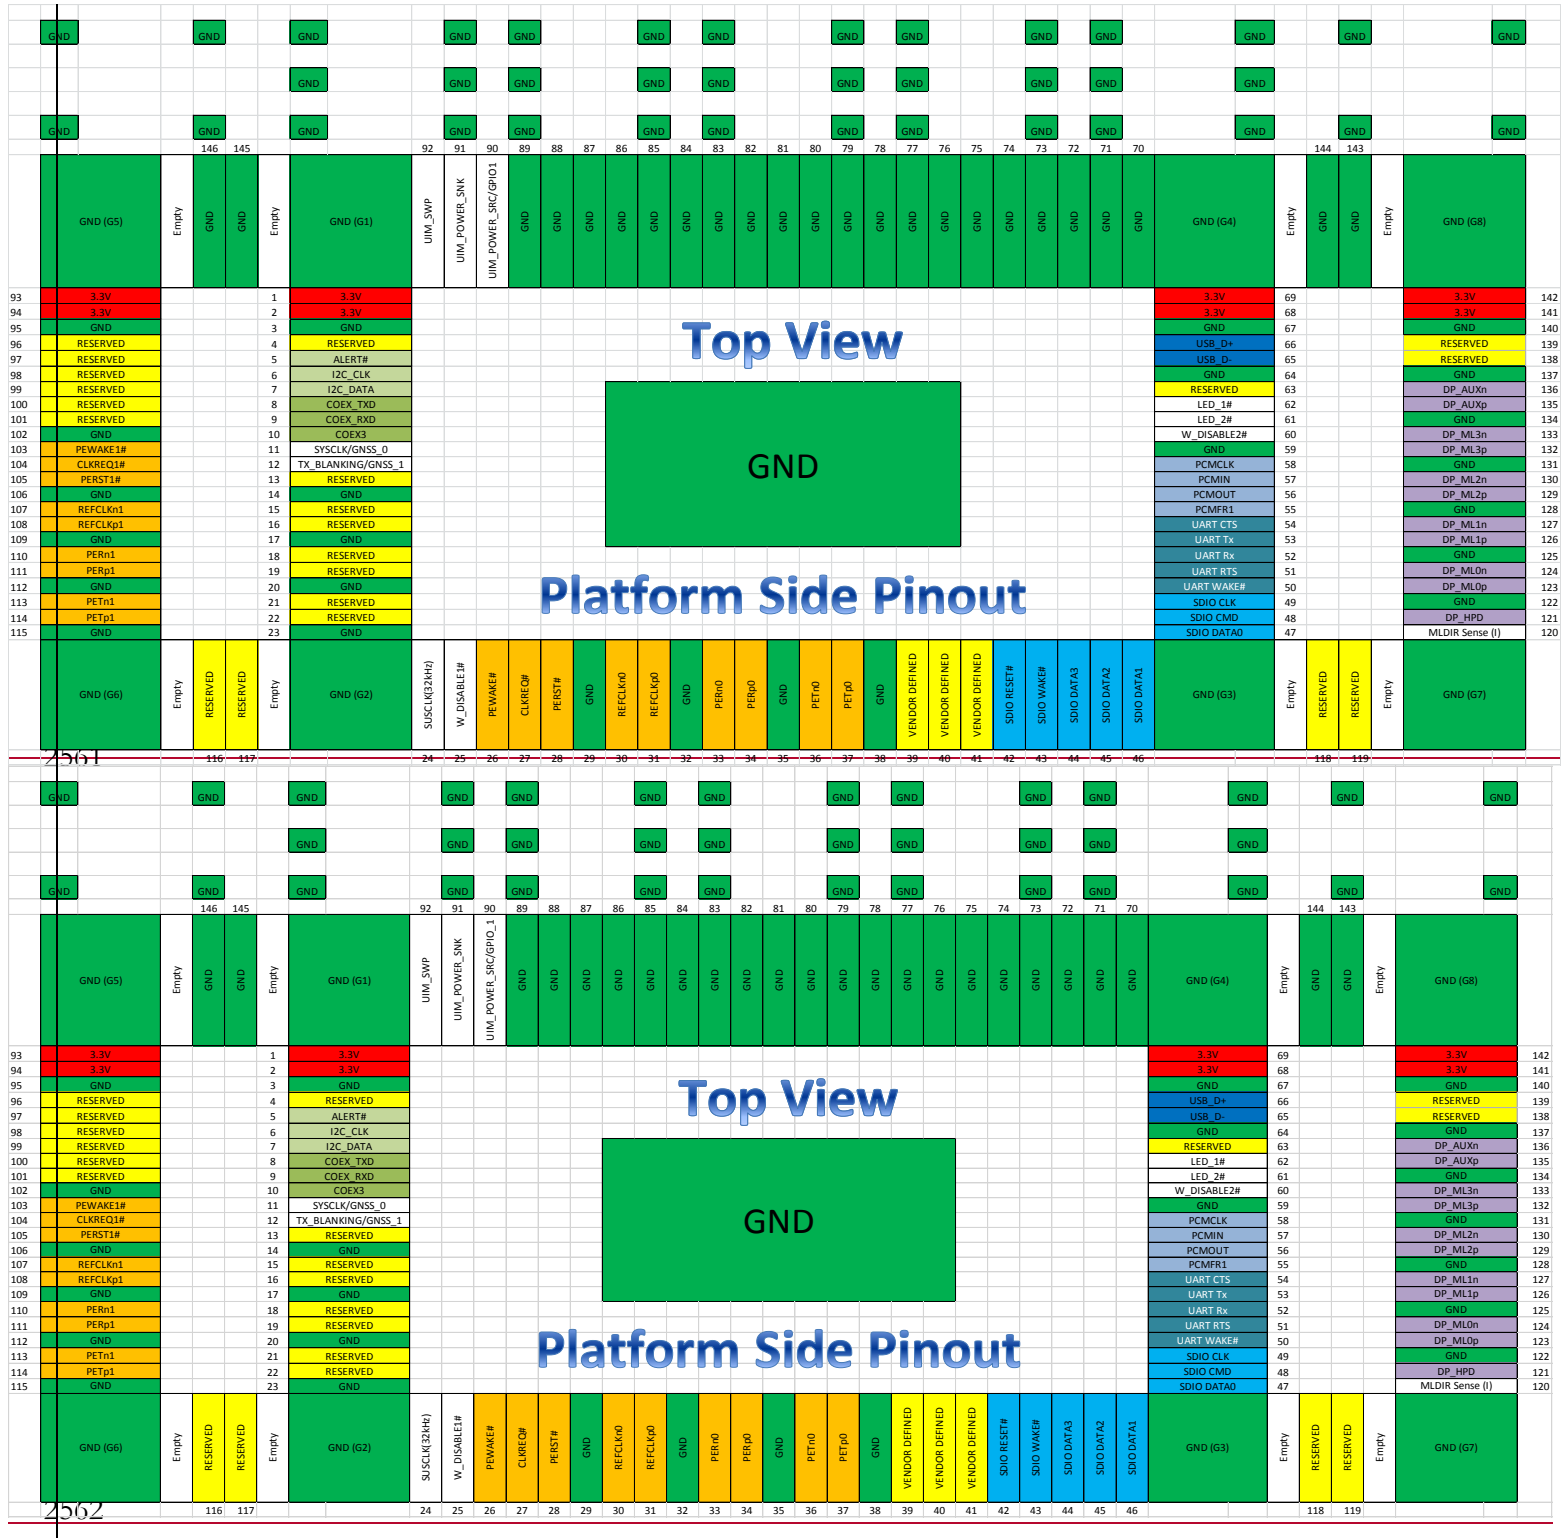 GND GND GND GND GND GND GND GND GND GND GND GND GND GND
GND GND GND GND GND GND GND GND GND GND
GND GND GND GND GND GND GND GND GND GND GND GND GND GND
146 145 92 91 90 89 88 87 86 85 84 83 82 81 80 79 78 77 76 75 74 73 72 71 70 144 143
GND (G5) Empty GND GND Empty GND (G1) UIM_SWP UIM_POWER_SNK UIM_POWER_SRC/GPIO1 GND GND GND GND GND GND GND GND GND GND GND GND GND GND GND GND GND GND GND GND GND (G4) Empty GND GND Empty GND (G8)
93 3.3V 1 3.3V 3.3V 69 3.3V 142
94 3.3V 2 3.3V 3.3V 68 3.3V 141
95 GND 3 GND GND 67 GND 140
96 RESERVED 4 RESERVED USB_D+ 66 RESERVED 139
Top View
97 RESERVED 5 ALERT# USB_D- 65 RESERVED 138
98 RESERVED 6 I2C_CLK GND 64 GND 137
99 RESERVED 7 I2C_DATA RESERVED 63 DP_AUXn 136
100 RESERVED 8 COEX_TXD LED_1# 62 DP_AUXp 135
101 RESERVED 9 COEX_RXD LED_2# 61 GND 134
102 GND 10 COEX3 W_DISABLE2# 60 DP_ML3n 133
103 PEWAKE1# 11 SYSCLK/GNSS_0 GND 59 DP_ML3p 132
104 CLKREQ1# 12 TX_BLANKING/GNSS_1 GND PCMCLK 58 GND 131
105 PERST1# 13 RESERVED PCMIN 57 DP_ML2n 130
106 GND 14 GND PCMOUT 56 DP_ML2p 129
107 REFCLKn1 15 RESERVED PCMFR1 55 GND 128
108 REFCLKp1 16 RESERVED UART CTS 54 DP_ML1n 127
109 GND 17 GND UART Tx 53 DP_ML1p 126
110 PERn1 18 RESERVED UART Rx 52 GND 125
111 PERp1 19 RESERVED UART RTS 51 DP_ML0n 124
112 GND 20 GND UART WAKE# 50 DP_ML0p 123
Platform Side Pinout
113 PETn1 21 RESERVED SDIO CLK 49 GND 122
114 PETp1 22 RESERVED SDIO CMD 48 DP_HPD 121
115 GND 23 GND SDIO DATA0 47 MLDIR Sense (I) 120
GND (G6) Empty RESERVED RESERVED Empty GND (G2) SUSCLK(32kHz) W_DISABLE1# PEWAKE# CLKREQ# PERST# GND REFCLKn0 REFCLKp0 GND PERn0 PERp0 GND PETn0 PETp0 GND VENDOR DEFINED VENDOR DEFINED VENDOR DEFINED SDIO RESET# SDIO WAKE# SDIO DATA3 SDIO DATA2 SDIO DATA1 GND (G3) Empty RESERVED RESERVED Empty GND (G7)
2561 116 117 24 25 26 27 28 29 30 31 32 33 34 35 36 37 38 39 40 41 42 43 44 45 46 118 119
GND GND GND GND GND GND GND GND GND GND GND GND GND GND
GND GND GND GND GND GND GND GND GND GND
GND GND GND GND GND GND GND GND GND GND GND GND GND GND
146 145 92 91 90 89 88 87 86 85 84 83 82 81 80 79 78 77 76 75 74 73 72 71 70 144 143
GND (G5) Empty GND GND Empty GND (G1) UIM_SWP UIM_POWER_SNK UIM_POWER_SRC/GPIO_1 GND GND GND GND GND GND GND GND GND GND GND GND GND GND GND GND GND GND GND GND GND (G4) Empty GND GND Empty GND (G8)
93 3.3V 1 3.3V 3.3V 69 3.3V 142
94 3.3V 2 3.3V 3.3V 68 3.3V 141
95 GND 3 GND GND 67 GND 140
96 RESERVED 4 RESERVED USB_D+ 66 RESERVED 139
Top View
97 RESERVED 5 ALERT# USB_D- 65 RESERVED 138
98 RESERVED 6 I2C_CLK GND 64 GND 137
99 RESERVED 7 I2C_DATA RESERVED 63 DP_AUXn 136
100 RESERVED 8 COEX_TXD LED_1# 62 DP_AUXp 135
101 RESERVED 9 COEX_RXD LED_2# 61 GND 134
102 GND 10 COEX3 W_DISABLE2# 60 DP_ML3n 133
103 PEWAKE1# 11 SYSCLK/GNSS_0 GND 59 DP_ML3p 132
104 CLKREQ1# 12 TX_BLANKING/GNSS_1 GND PCMCLK 58 GND 131
105 PERST1# 13 RESERVED PCMIN 57 DP_ML2n 130
106 GND 14 GND PCMOUT 56 DP_ML2p 129
107 REFCLKn1 15 RESERVED PCMFR1 55 GND 128
108 REFCLKp1 16 RESERVED UART CTS 54 DP_ML1n 127
109 GND 17 GND UART Tx 53 DP_ML1p 126
110 PERn1 18 RESERVED UART Rx 52 GND 125
111 PERp1 19 RESERVED UART RTS 51 DP_ML0n 124
112 GND 20 GND UART WAKE# 50 DP_ML0p 123
Platform Side Pinout
113 PETn1 21 RESERVED SDIO CLK 49 GND 122
114 PETp1 22 RESERVED SDIO CMD 48 DP_HPD 121
115 GND 23 GND SDIO DATA0 47 MLDIR Sense (I) 120
GND (G6) Empty RESERVED RESERVED Empty GND (G2) SUSCLK(32kHz) W_DISABLE1# PEWAKE# CLKREQ# PERST# GND REFCLKn0 REFCLKp0 GND PERn0 PERp0 GND PETn0 PETp0 GND VENDOR DEFINED VENDOR DEFINED VENDOR DEFINED SDIO RESET# SDIO WAKE# SDIO DATA3 SDIO DATA2 SDIO DATA1 GND (G3) Empty RESERVED RESERVED Empty GND (G7)
2562 116 117 24 25 26 27 28 29 30 31 32 33 34 35 36 37 38 39 40 41 42 43 44 45 46 118 119